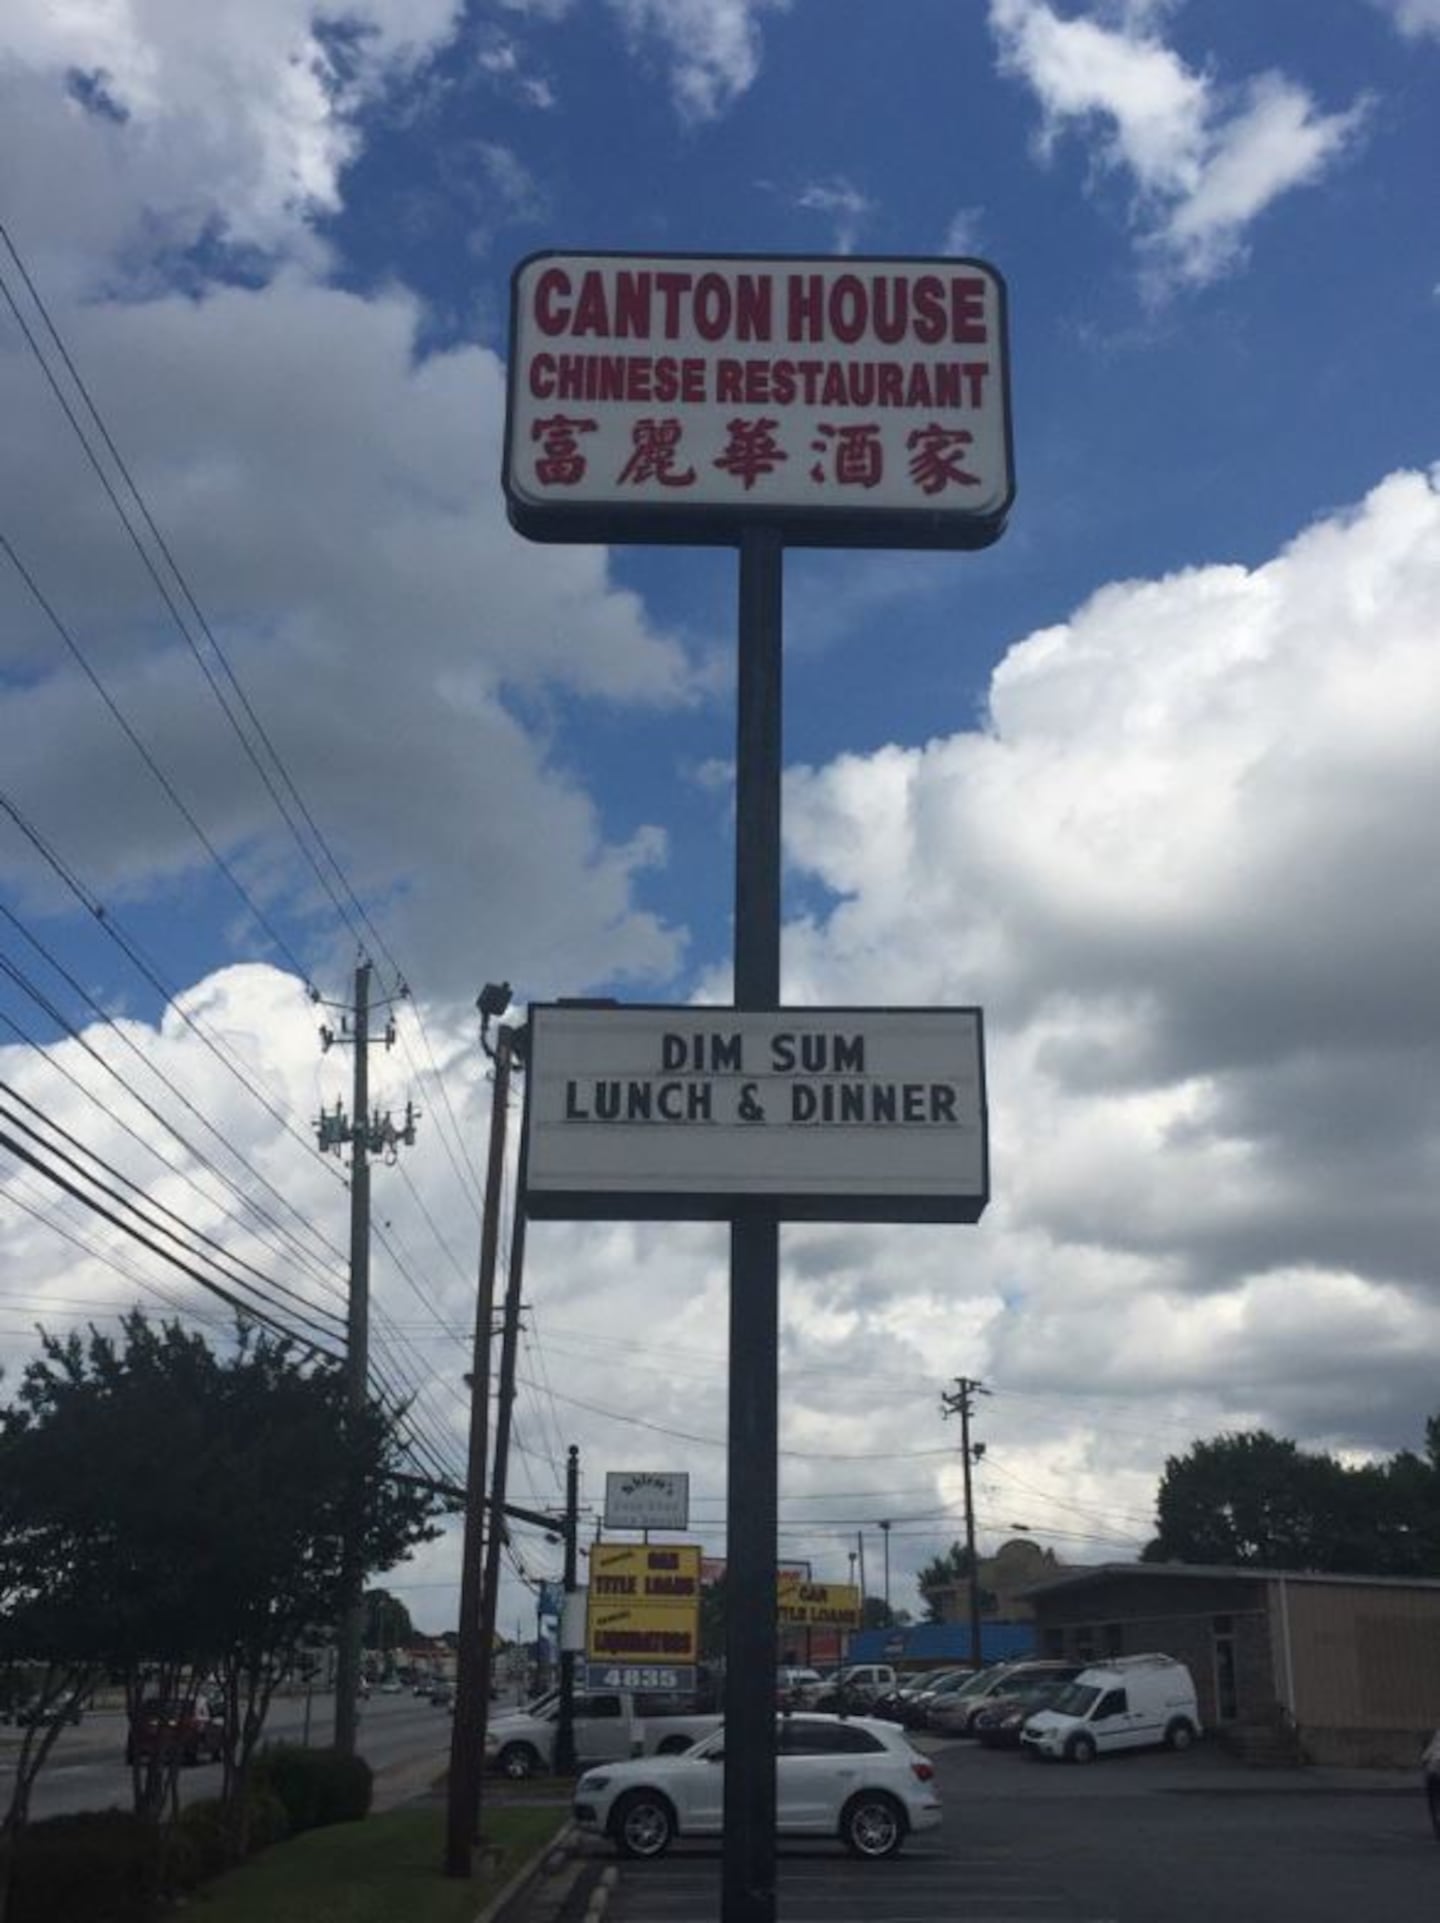 CANTON HOUSE
CHINESE RESTAURANT
富麗華酒家
DIM SUM
LUNCH & DINNER
CAR
TITLE LOANS
LIQUIDATORS
4835
CAR
TITLE LOANS